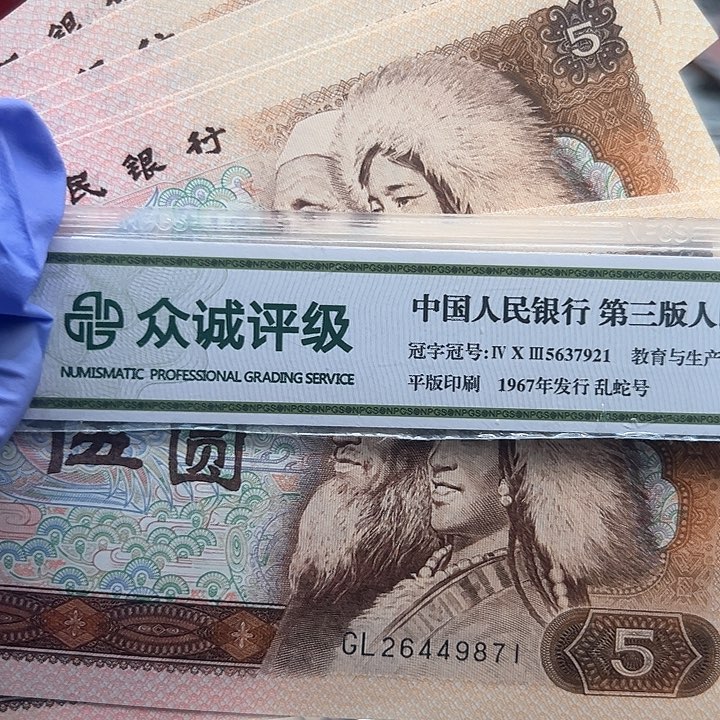 银行
5
民银行
众诚评级
NUMISMATIC PROFESSIONAL GRADING SERVICE
中国人民银行 第三版人
冠字冠号:ⅣⅩⅢ5637921 教育与生产
平版印刷 1967年发行 乱蛇号
伍圆
GL26449871
5